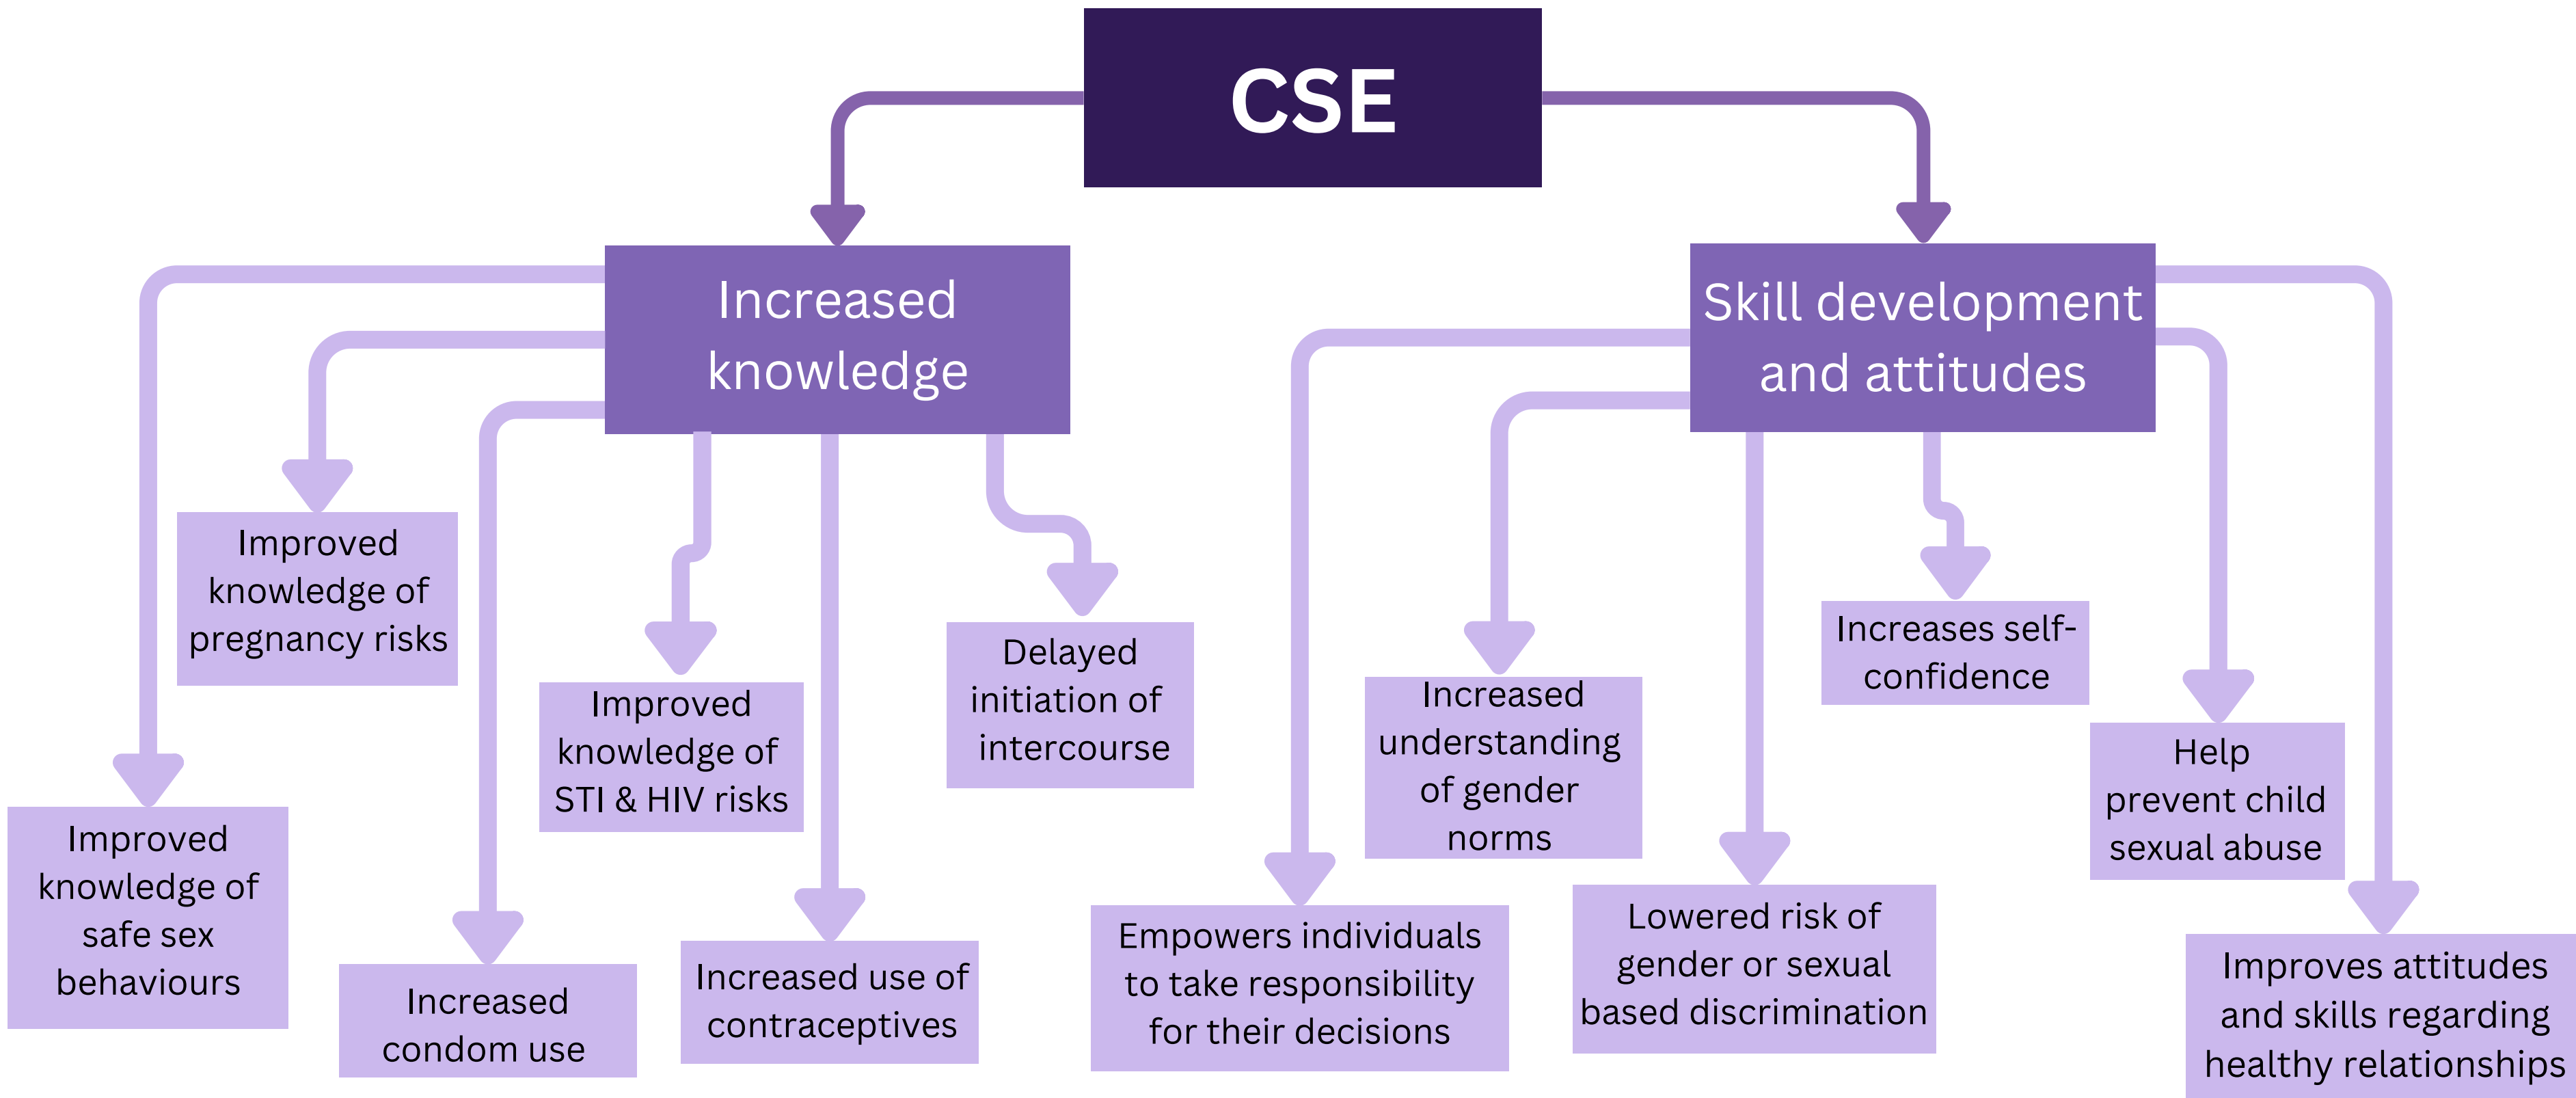 CSE
Increased
knowledge
Skill development
and attitudes
Improved
knowledge of
safe sex
behaviours
Improved
knowledge of
pregnancy risks
Increased
condom use
Improved
knowledge of
STI & HIV risks
Increased use of
contraceptives
Delayed
initiation of
intercourse
Empowers individuals
to take responsibility
for their decisions
Increased
understanding
of gender
norms
Lowered risk of
gender or sexual
based discrimination
Increases self-
confidence
Help
prevent child
sexual abuse
Improves attitudes
and skills regarding
healthy relationships